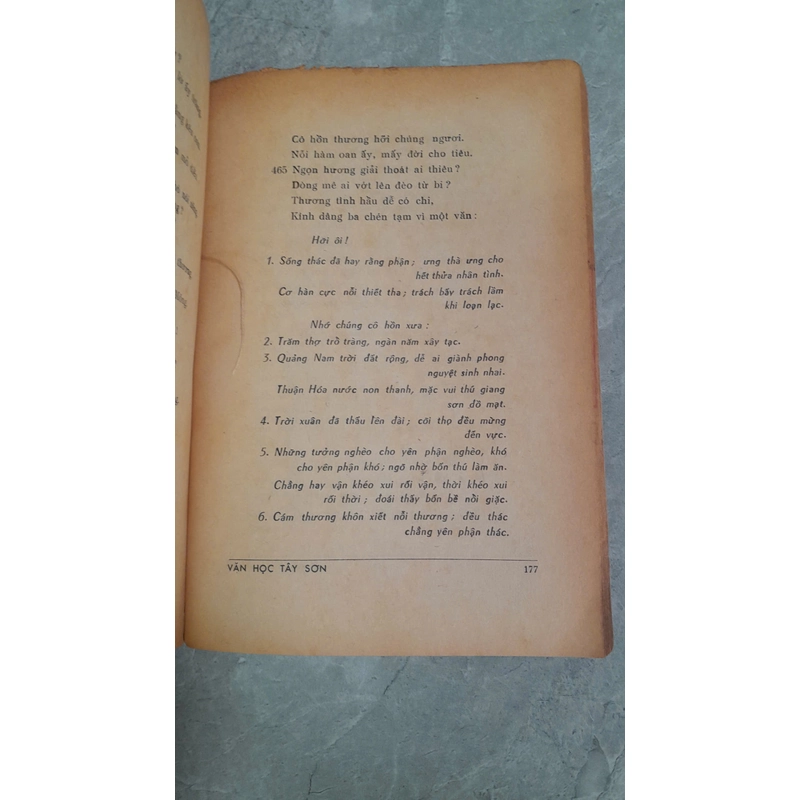 Cô hồn thương hỡi chúng ngươi.
Nỗi hàm oan ấy, mấy đời cho tiêu.
465 Ngọn hương giải thoát ai thiêu?
Dòng mê ai vớt lên đèo từ bi?
Thương tình hầu dễ có chi,
Kính dâng ba chén tạm vì một văn:
Hơi ôi!
1. Sống thác đã hay rằng phận; ưng thà ưng cho
hết thửa nhân tình.
Cơ hàn cực nỗi thiết tha; trách bấy trách lầm
khi loạn lạc.
Nhớ chúng cô hồn xưa:
2. Trăm thợ trổ tràng, ngàn năm xây tạc.
3. Quảng Nam trời đất rộng, dễ ai giành phong
nguyệt sinh nhai.
Thuận Hóa nước non thanh, mặc vui thú giang
sơn đồ mạt.
4. Trời xuân đã thấu lên đài; cõi thọ đều mừng
đến vực.
5. Những tưởng nghèo cho yên phận nghèo, khó
cho yên phận khó; ngõ nhờ bốn thú làm ăn.
Chẳng hay vận khéo xui rồi vận, thời khéo xui
rồi thời; đoái thấy bốn bề nổi giặc.
6. Cám thương khôn xiết nỗi thương: đều thác
chẳng yên phận thác.
VĂN HỌC TÂY SƠN 177